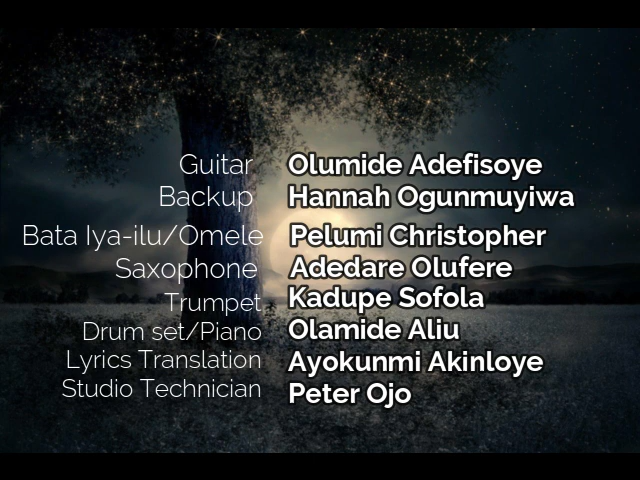 Guitar Olumide Adefisoye
Backup Hannah Ogunmuyiwa
Bata Iya-ilu/Omele Pelumi Christopher
Saxophone Adedare Olufere
Trumpet Kadupe Sofola
Drum set/Piano Olamide Aliu
Lyrics Translation Ayokunmi Akinloye
Studio Technician Peter Ojo